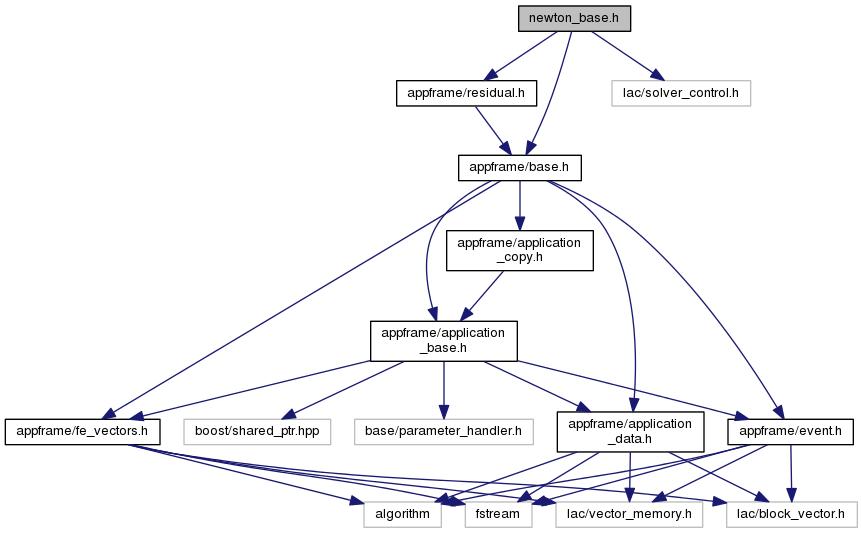 newton_base.h
appframe/residual.h
lac/solver_control.h
appframe/base.h
appframe/application
_copy.h
appframe/application
_base.h
appframe/fe_vectors.h
boost/shared_ptr.hpp
base/parameter_handler.h
appframe/application
_data.h
appframe/event.h
algorithm
fstream
lac/vector_memory.h
lac/block_vector.h